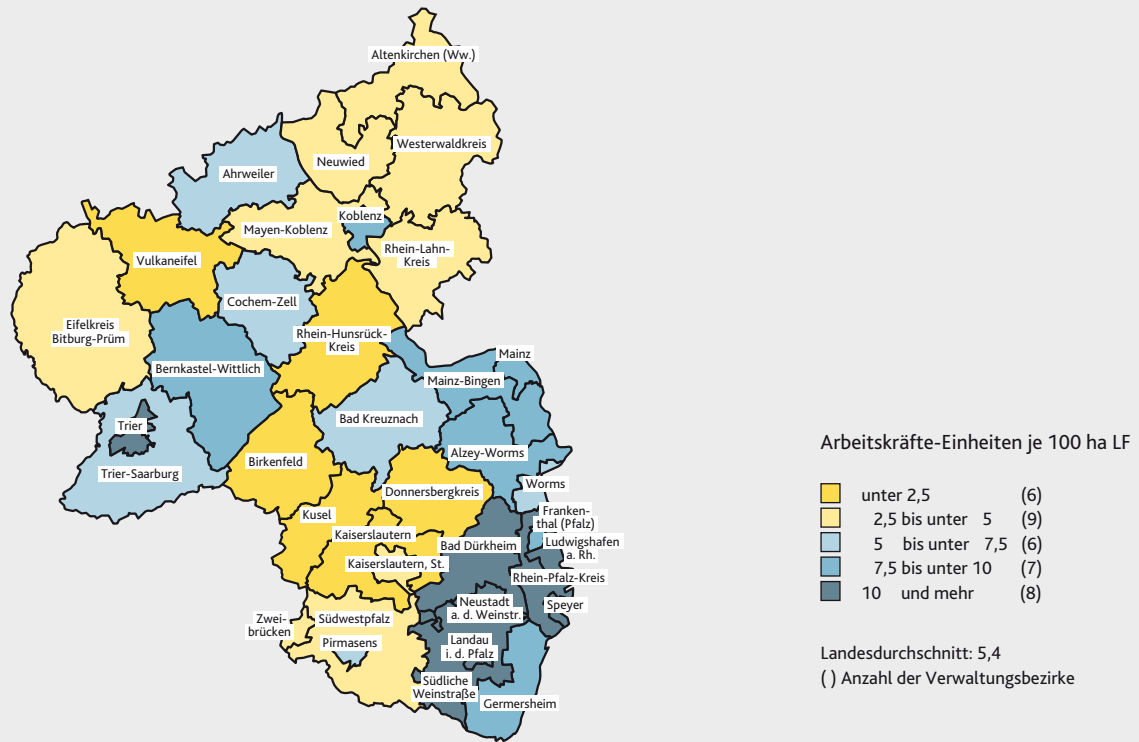 Altenkirchen (Ww.)
Westerwaldkreis
Neuwied
Ahrweiler
Koblenz
Mayen-Koblenz
Rhein-Lahn-
Kreis
Vulkaneifel
Cochem-Zell
Eifelkreis
Bitburg-Prüm
Rhein-Hunsrück-
Kreis
Bernkastel-Wittlich
Mainz
Mainz-Bingen
Bad Kreuznach
Trier
Trier-Saarburg
Alzey-Worms
Birkenfeld
Donnersbergkreis
Worms
Kusel
Franken-
thal (Pfalz)
Kaiserslautern
Bad Dürkheim
Ludwigshafen
a. Rh.
Kaiserslautern, St.
Rhein-Pfalz-Kreis
Neustadt
a. d. Weinstr.
Speyer
Zwei-
brücken
Südwestpfalz
Pirmasens
Landau
i. d. Pfalz
Südliche
Weinstraße
Germersheim
Arbeitskräfte-Einheiten je 100 ha LF
unter 2,5 (6)
2,5 bis unter 5 (9)
5 bis unter 7,5 (6)
7,5 bis unter 10 (7)
10 und mehr (8)
Landesdurchschnitt: 5,4
( ) Anzahl der Verwaltungsbezirke